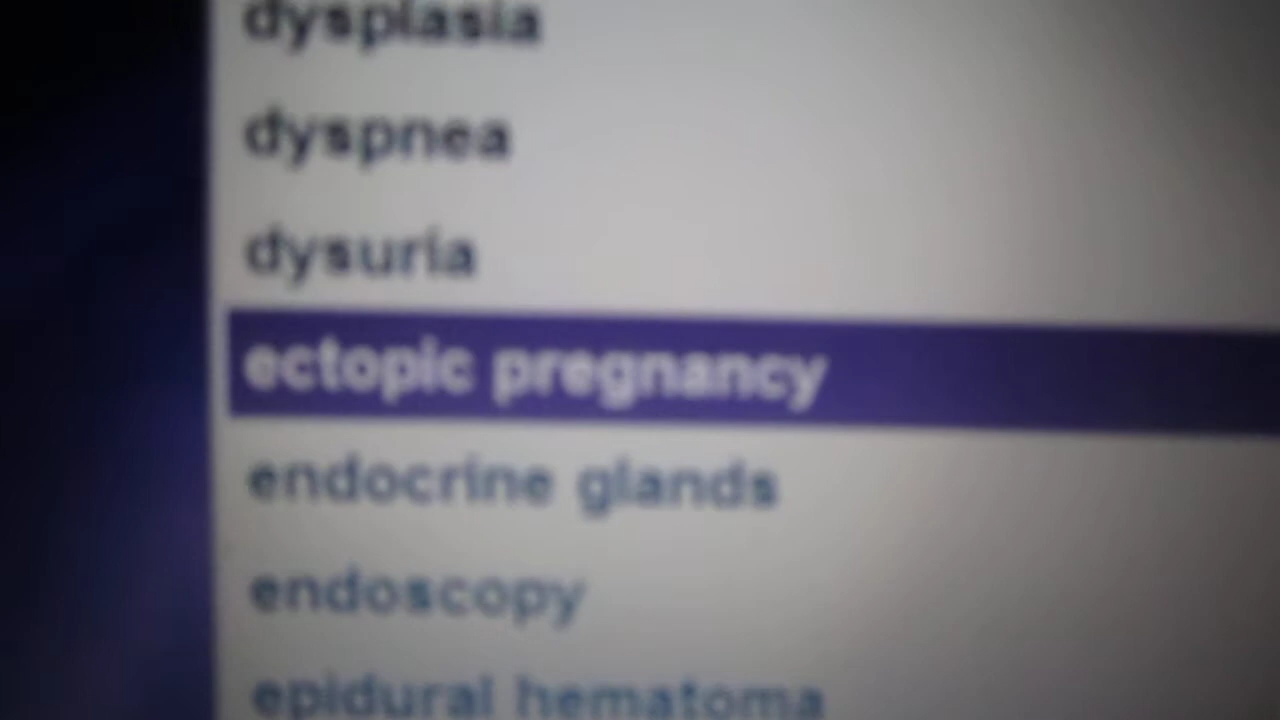 dysplasia
dyspnea
dysuria
ectopic pregnancy
endocrine glands
endoscopy
epidural hematoma